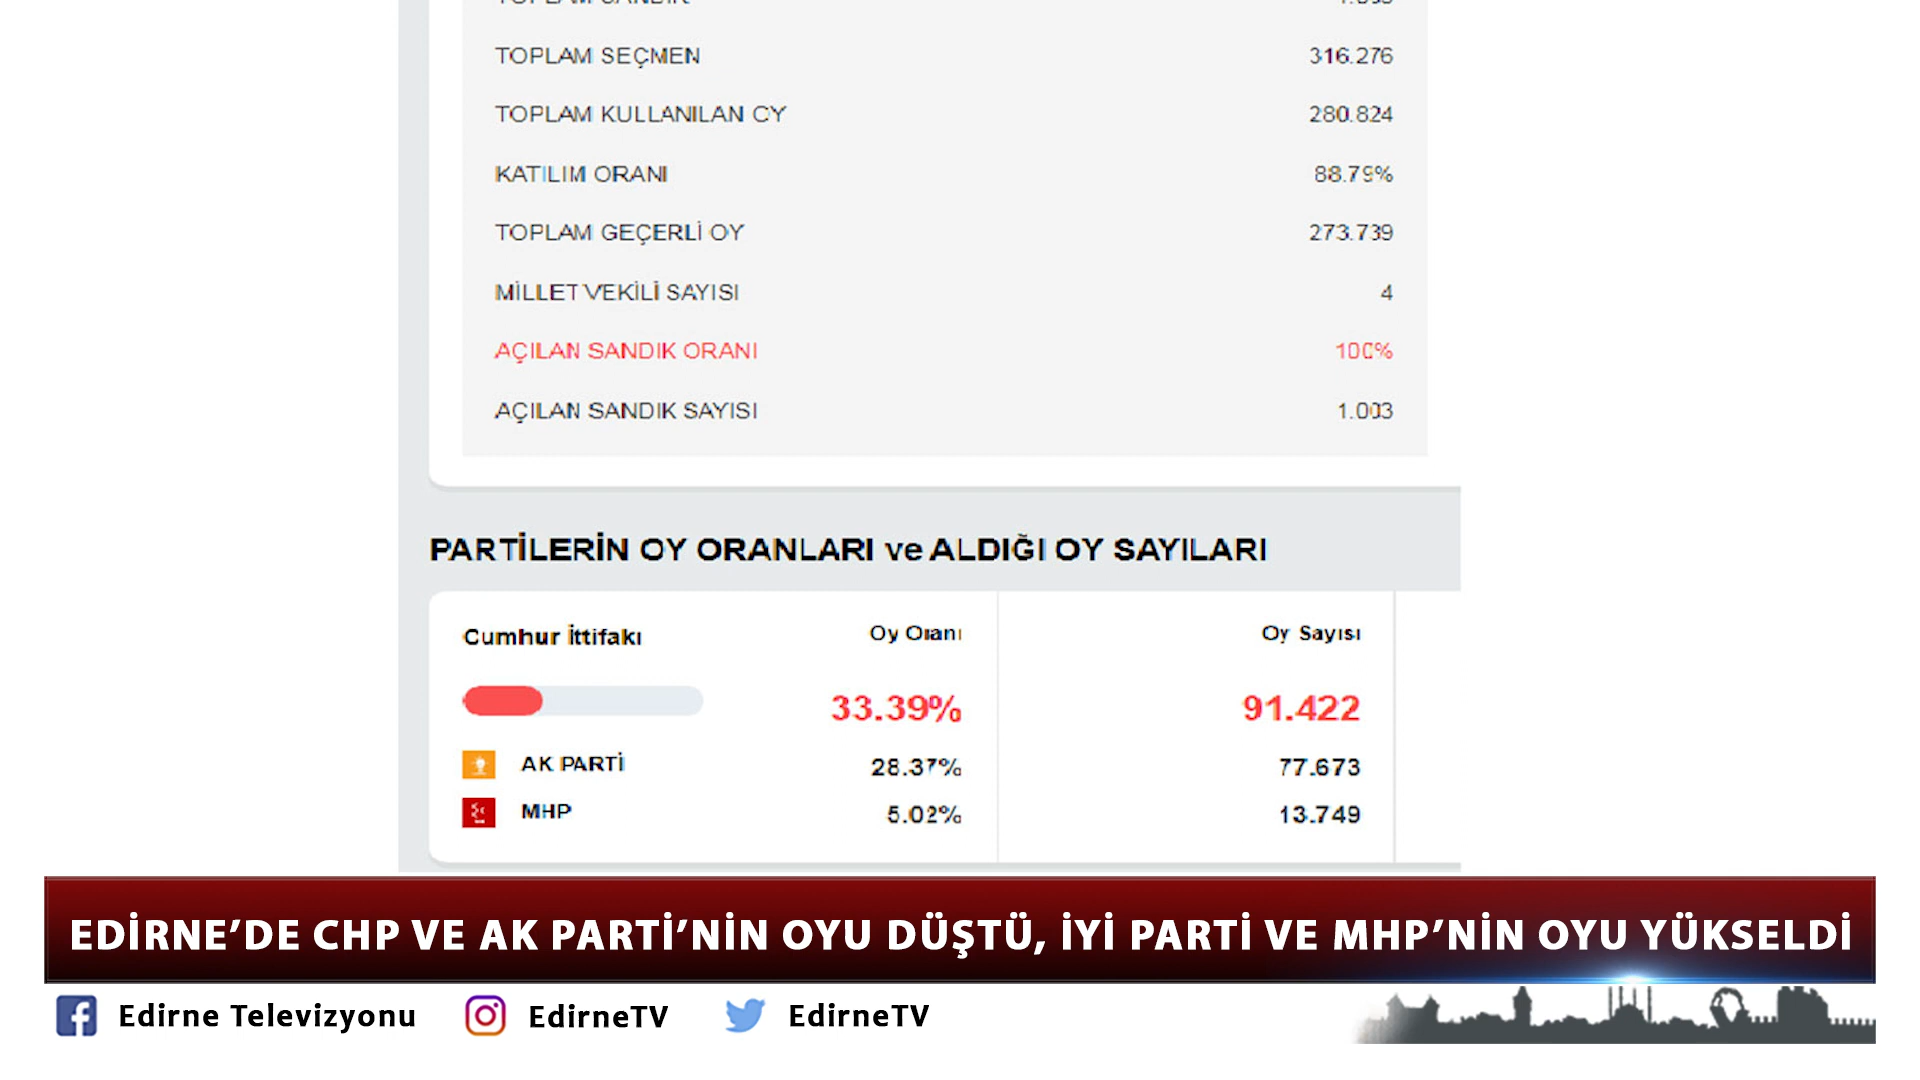 TOPLAM SANDIK
TOPLAM SEÇMEN 316.276
TOPLAM KULLANILAN OY 280.824
KATILIM ORANI 88.79%
TOPLAM GEÇERLİ OY 273.739
MİLLETVEKİLİ SAYISI 4
AÇILAN SANDIK ORANI 100%
AÇILAN SANDIK SAYISI 1.003
PARTİLERİN OY ORANLARI ve ALDIĞI OY SAYILARI
Cumhur İttifakı Oy Oranı Oy Sayısı
33.39% 91.422
AK PARTİ 28.37% 77.673
MHP 5.02% 13.749
EDİRNE’DE CHP VE AK PARTİ’NİN OYU DÜŞTÜ, İYİ PARTİ VE MHP’NİN OYU YÜKSELDİ
Edirne Televizyonu EdirneTV EdirneTV